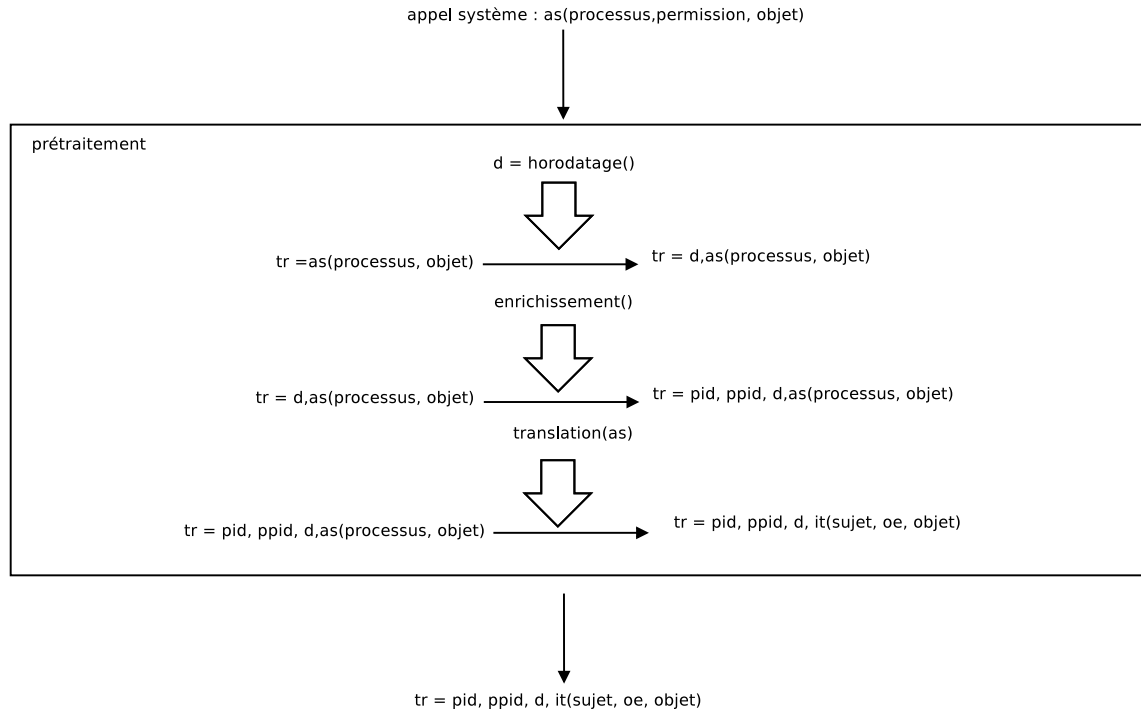 appel système : as(processus,permission, objet)
prétraitement
d = horodatage()
tr =as(processus, objet)
tr = d,as(processus, objet)
enrichissement()
tr = d,as(processus, objet)
tr = pid, ppid, d,as(processus, objet)
translation(as)
tr = pid, ppid, d,as(processus, objet)
tr = pid, ppid, d, it(sujet, oe, objet)
tr = pid, ppid, d, it(sujet, oe, objet)